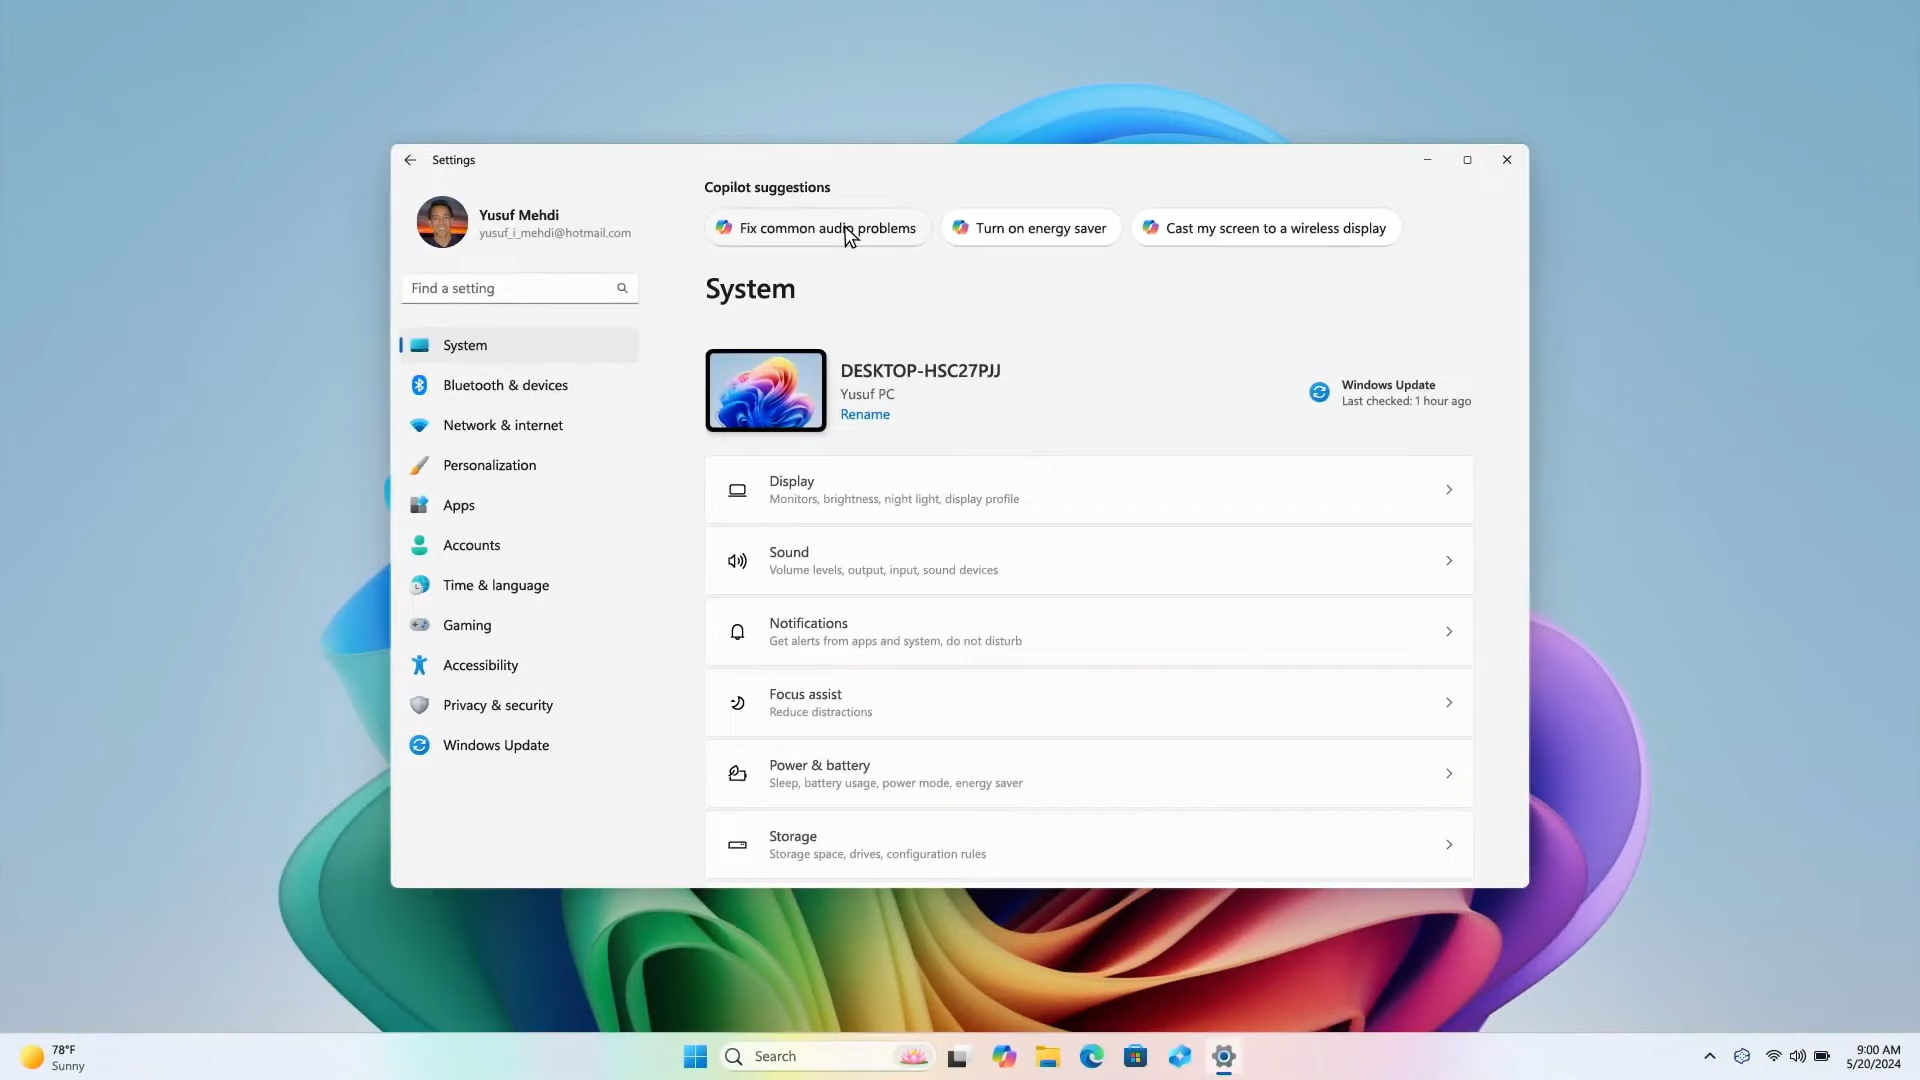 Settings
Yusuf Mehdi
yusuf_i_mehdi@hotmail.com
Find a setting
System
Bluetooth & devices
Network & internet
Personalization
Apps
Accounts
Time & language
Gaming
Accessibility
Privacy & security
Windows Update
Copilot suggestions
Fix common audio problems
Turn on energy saver
Cast my screen to a wireless display
System
DESKTOP-HSC27PJJ
Yusuf PC
Rename
Windows Update
Last checked: 1 hour ago
Display
Monitors, brightness, night light, display profile
Sound
Volume levels, output, input, sound devices
Notifications
Get alerts from apps and system, do not disturb
Focus assist
Reduce distractions
Power & battery
Sleep, battery usage, power mode, energy saver
Storage
Storage space, drives, configuration rules
78°F
Sunny
Search
9:00 AM
5/20/2024